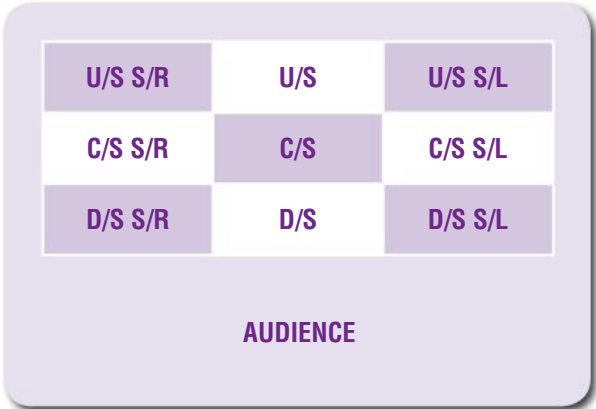 U/S S/R U/S U/S S/L
C/S S/R C/S C/S S/L
D/S S/R D/S D/S S/L
AUDIENCE